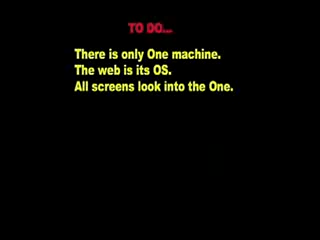 TO DO...
There is only One machine.
The web is its OS.
All screens look into the One.